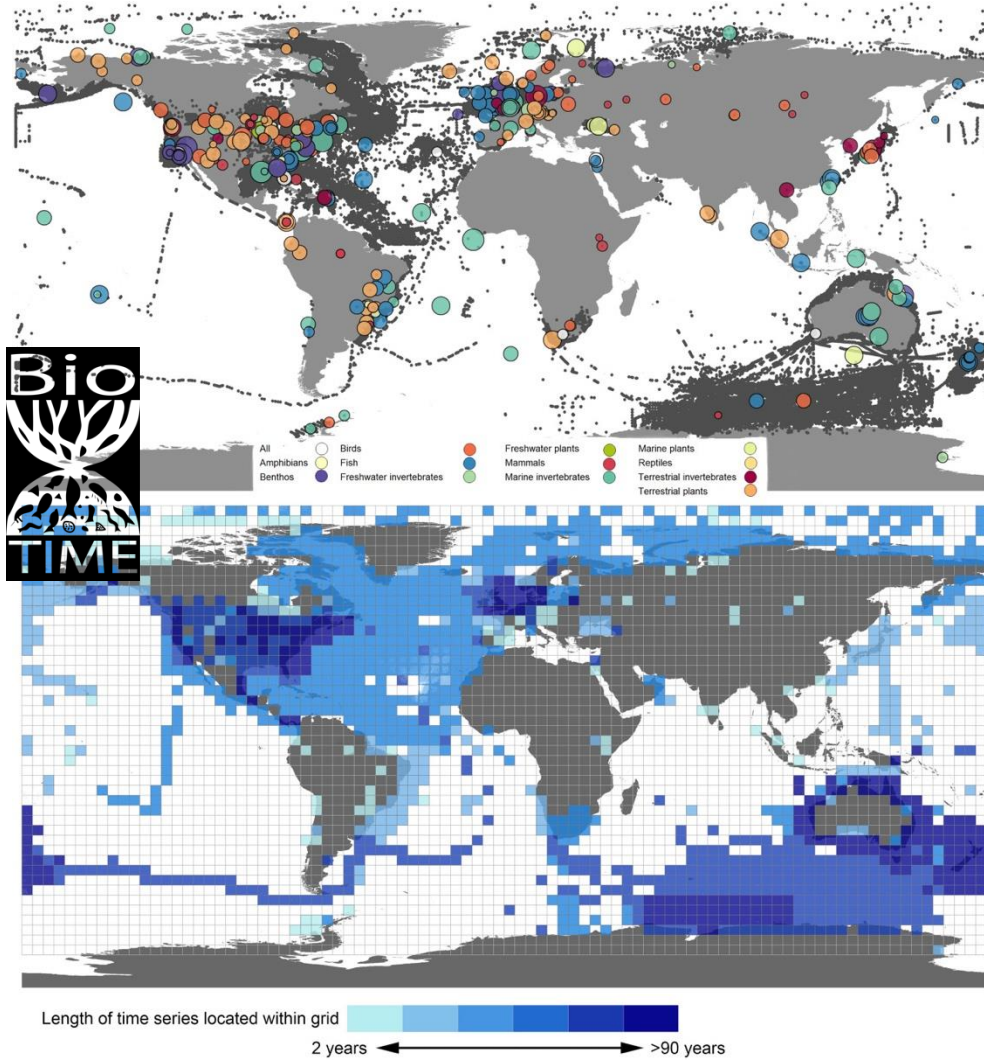 Bio
TIME
All Birds Freshwater plants Marine plants
Amphibians Fish Mammals Reptiles
Benthos Freshwater invertebrates Marine invertebrates Terrestrial invertebrates
Terrestrial plants
Length of time series located within grid
2 years >90 years